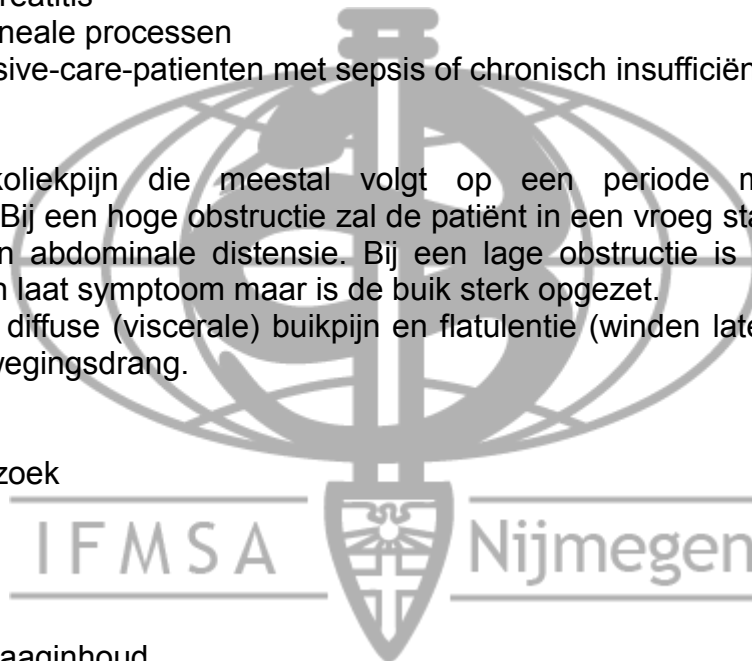 neale processen
sive-care-patienten met sepsis of chronisch insufficiën
koliekpijn die meestal volgt op een periode m
Bij een hoge obstructie zal de patiënt in een vroeg sta
n abdominale distensie. Bij een lage obstructie is
n laat symptoom maar is de buik sterk opgezet.
diffuse (viscerale) buikpijn en flatulentie (winden late
wegingsdrang.
zoek
IFMSA Nijmegen
aaginhoud